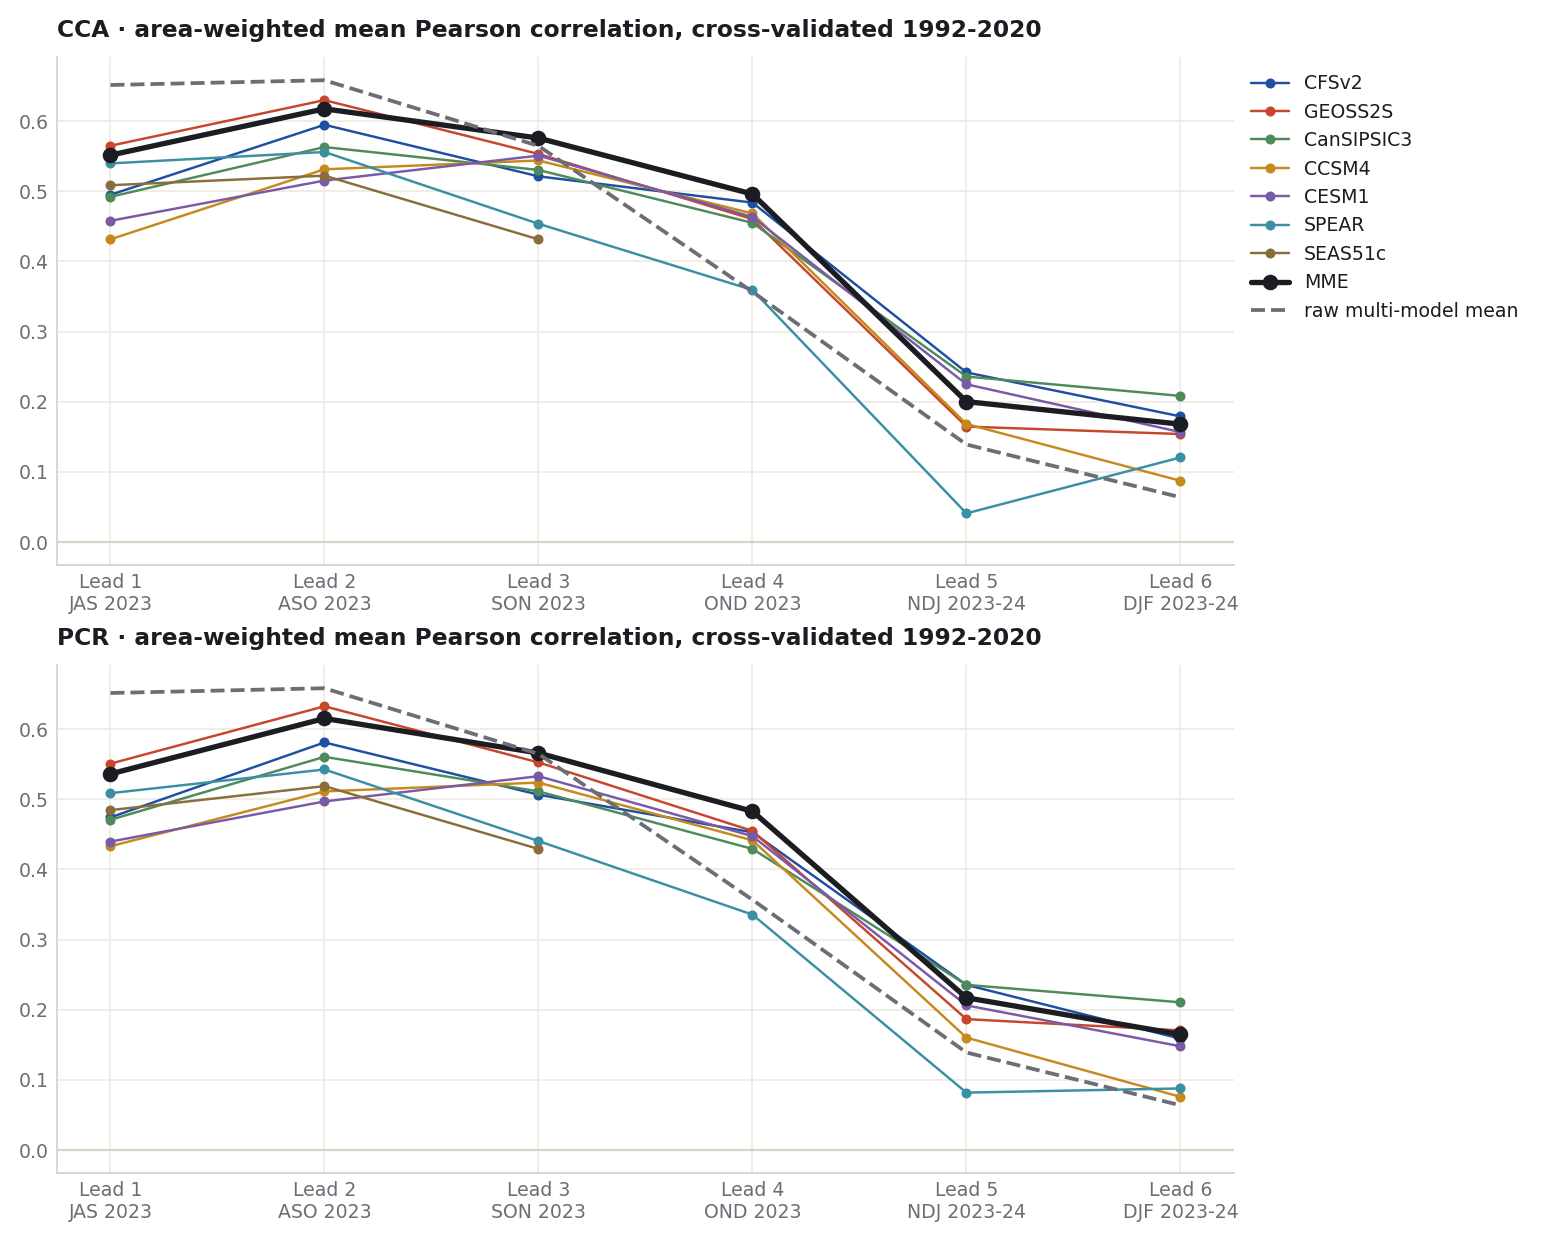 CCA · area-weighted mean Pearson correlation, cross-validated 1992-2020
0.6
0.5
0.4
0.3
0.2
0.1
0.0
Lead 1
JAS 2023
Lead 2
ASO 2023
Lead 3
SON 2023
Lead 4
OND 2023
Lead 5
NDJ 2023-24
Lead 6
DJF 2023-24
CFSv2
GEOSS2S
CanSIPSIC3
CCSM4
CESM1
SPEAR
SEAS51c
MME
raw multi-model mean
PCR · area-weighted mean Pearson correlation, cross-validated 1992-2020
0.6
0.5
0.4
0.3
0.2
0.1
0.0
Lead 1
JAS 2023
Lead 2
ASO 2023
Lead 3
SON 2023
Lead 4
OND 2023
Lead 5
NDJ 2023-24
Lead 6
DJF 2023-24